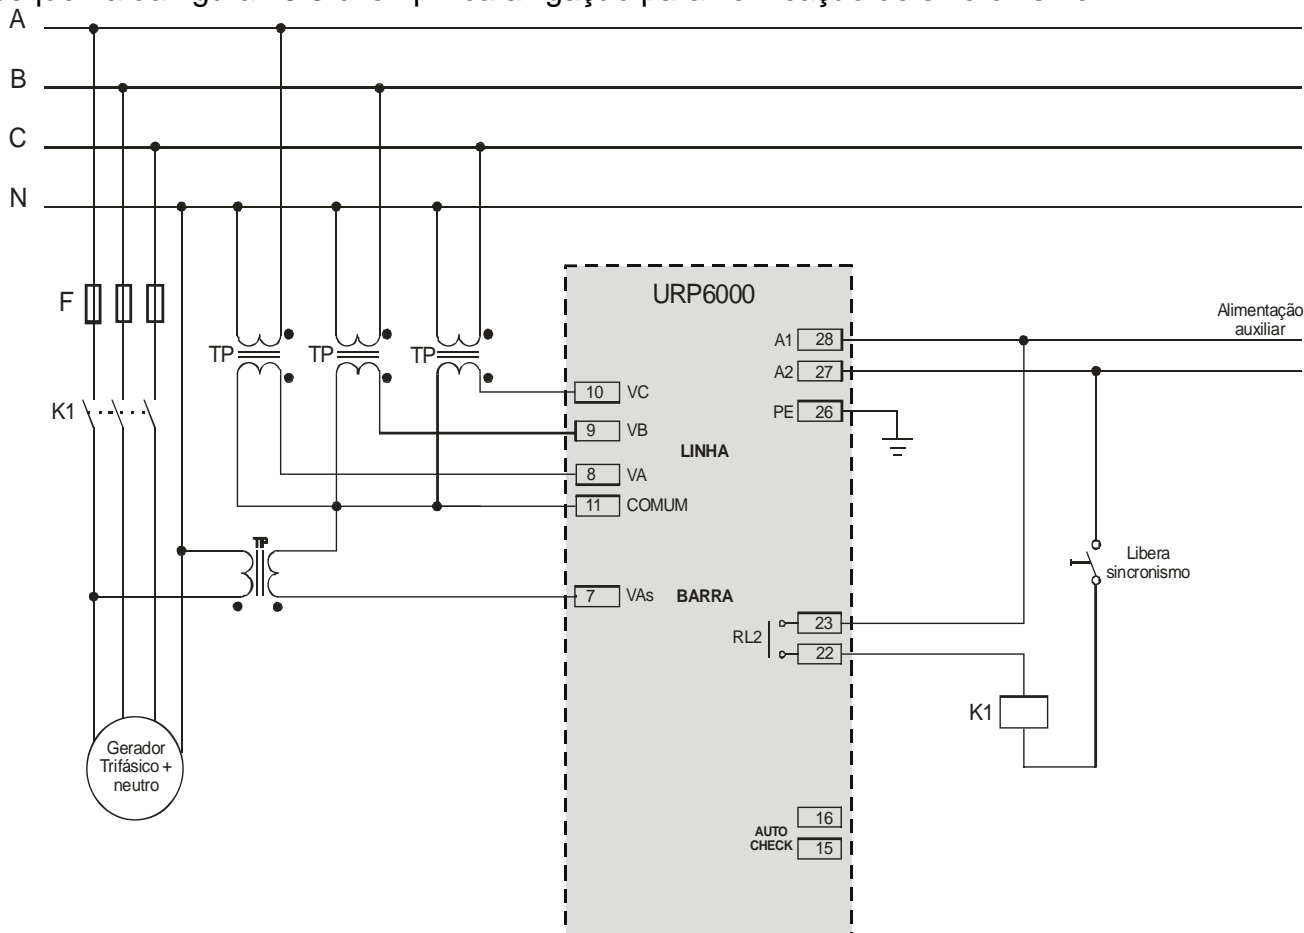 A
B
C
N
F
URP6000
Alimentação
auxiliar
A1 28
A2 27
PE 26
TP TP TP
K1
10 VC
9 VB
LINHA
8 VA
11 COMUM
TP
7 VAs BARRA
Libera
sincronismo
RL2
23
22
K1
Gerador
Trifásico +
neutro
AUTO
CHECK
16
15